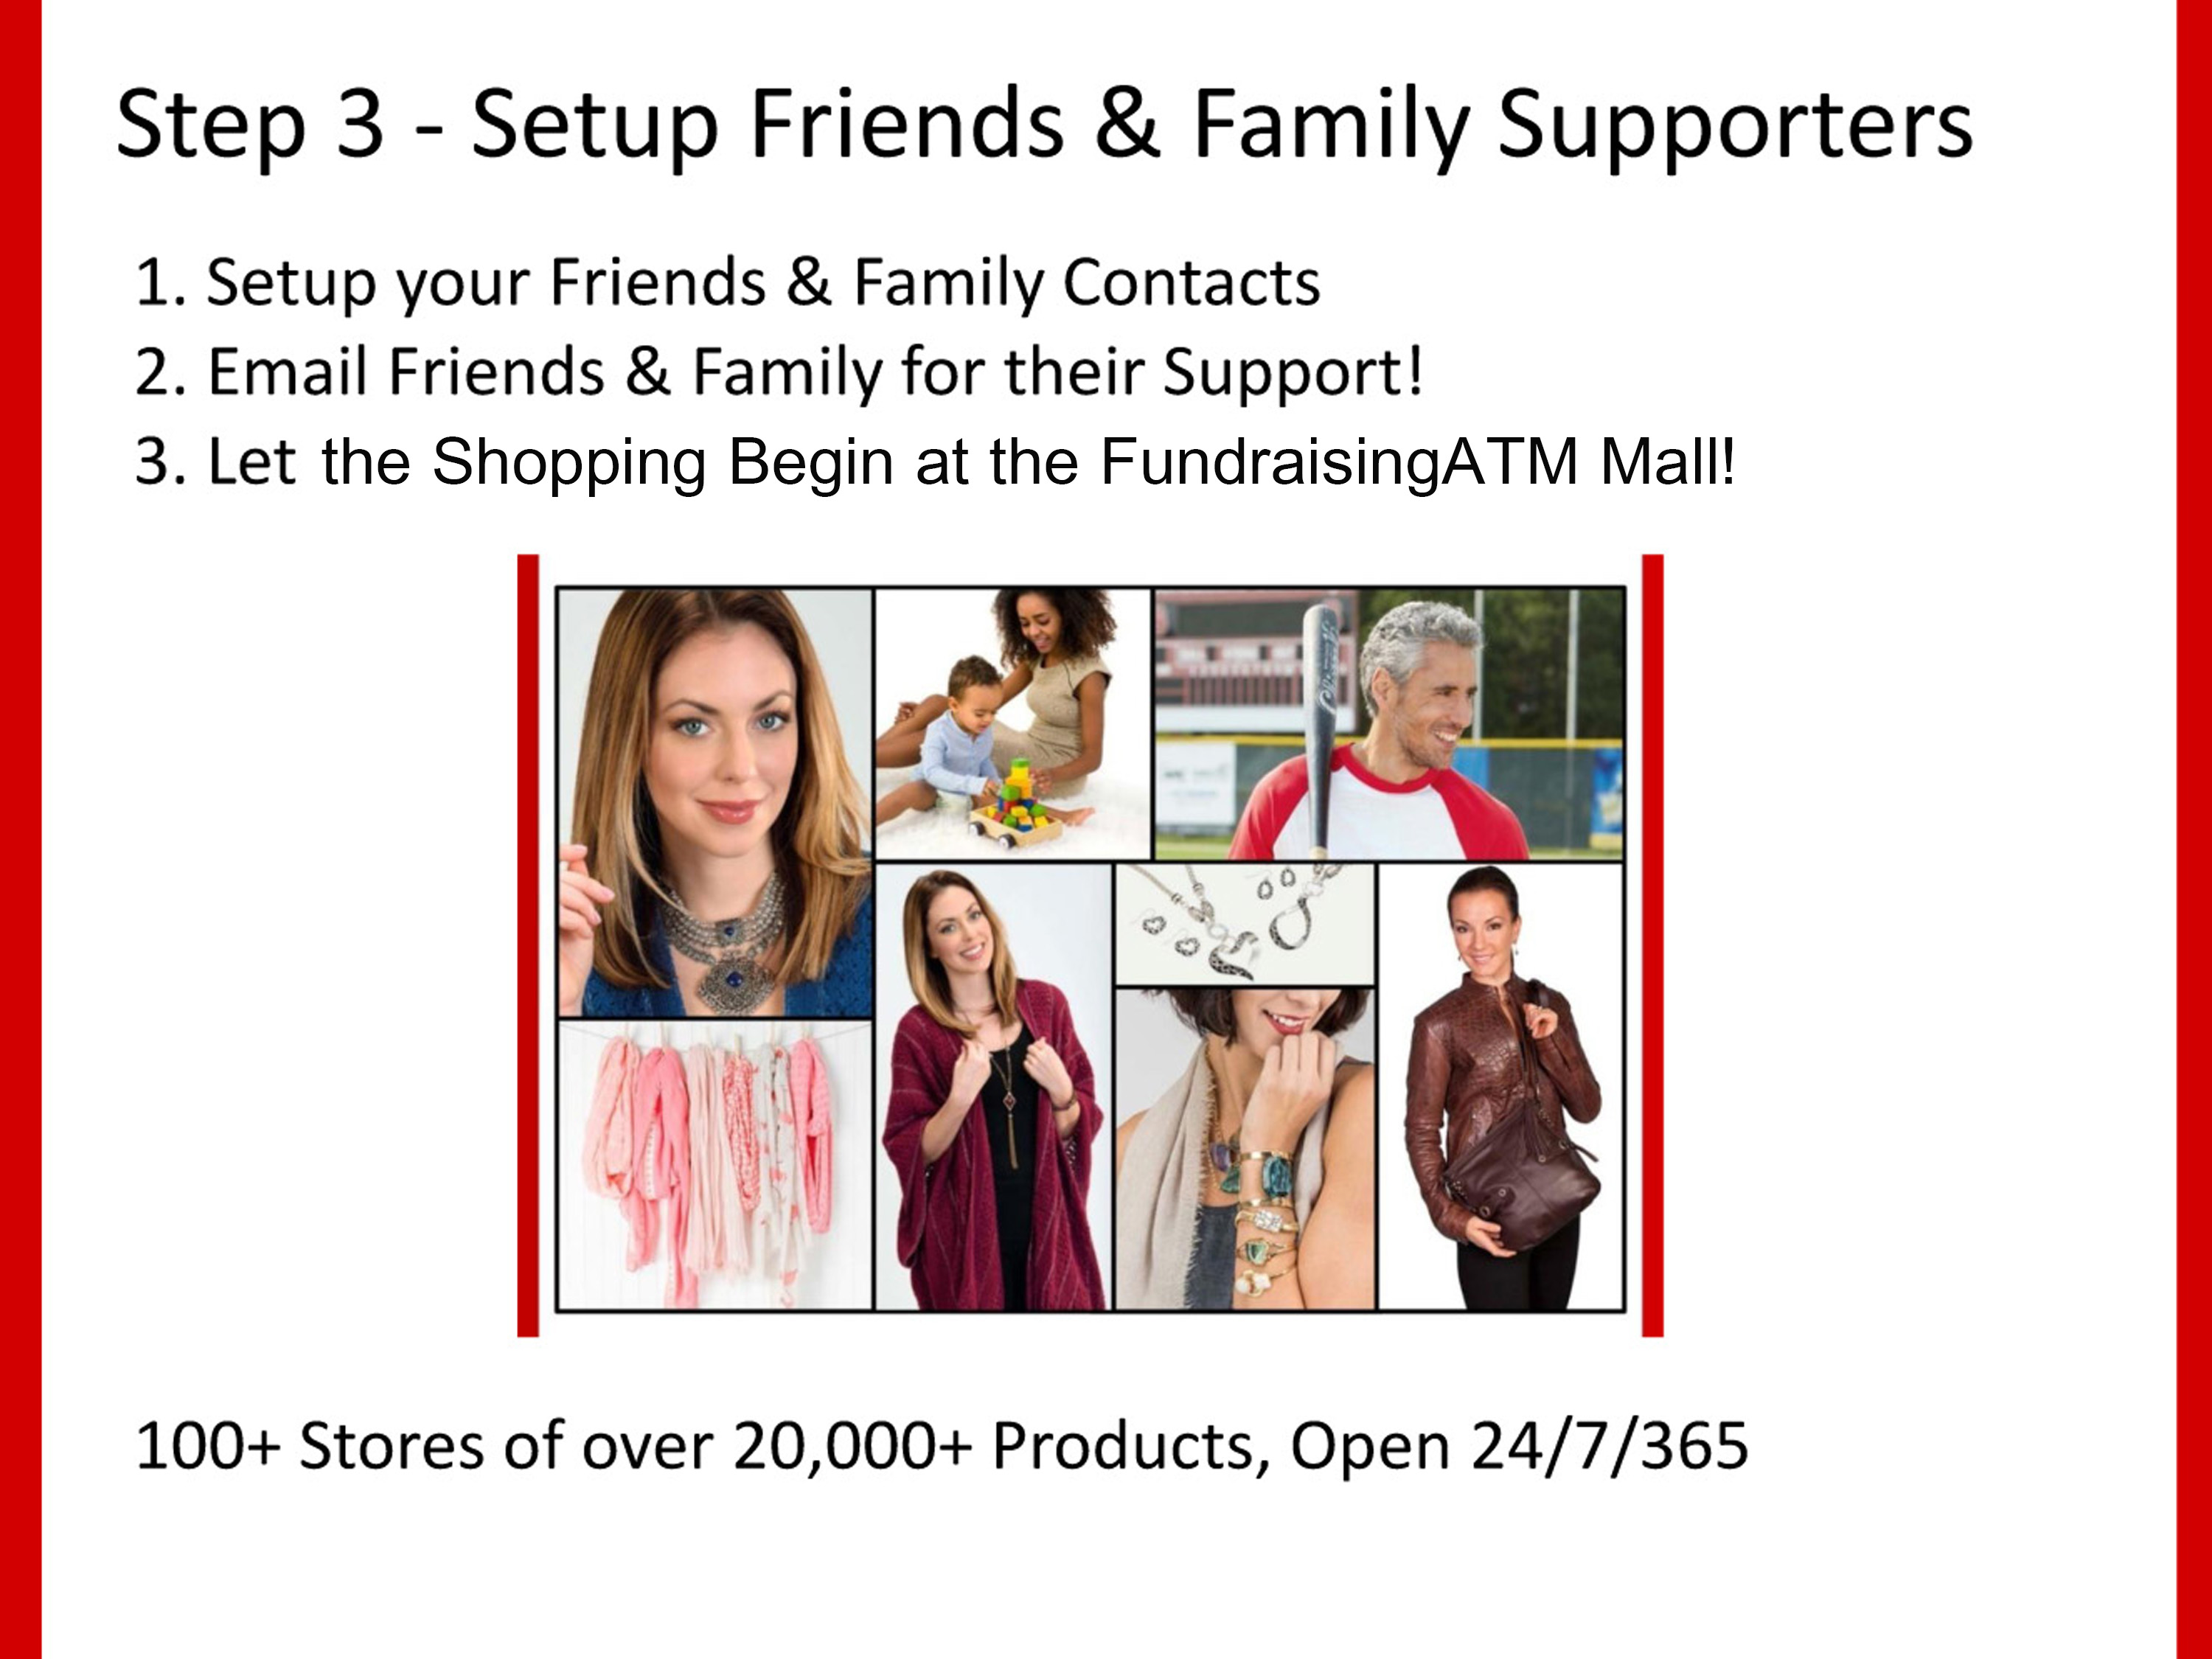 Step 3 - Setup Friends & Family Supporters
1. Setup your Friends & Family Contacts
2. Email Friends & Family for their Support!
3. Let the Shopping Begin at the FundraisingATM Mall!
100+ Stores of over 20,000+ Products, Open 24/7/365